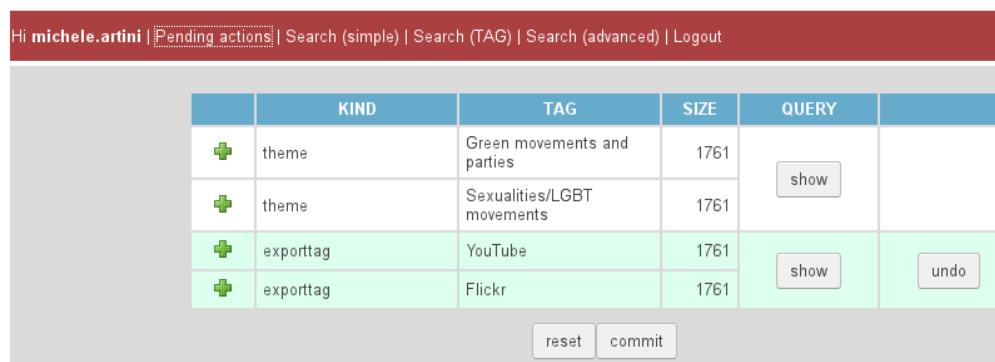 Hi michele.artini | Pending actions | Search (simple) | Search (TAG) | Search (advanced) | Logout
KIND TAG SIZE QUERY
theme Green movements and parties 1761
show
theme Sexualities/LGBT movements 1761
exporttag YouTube 1761
show undo
exporttag Flickr 1761
reset commit